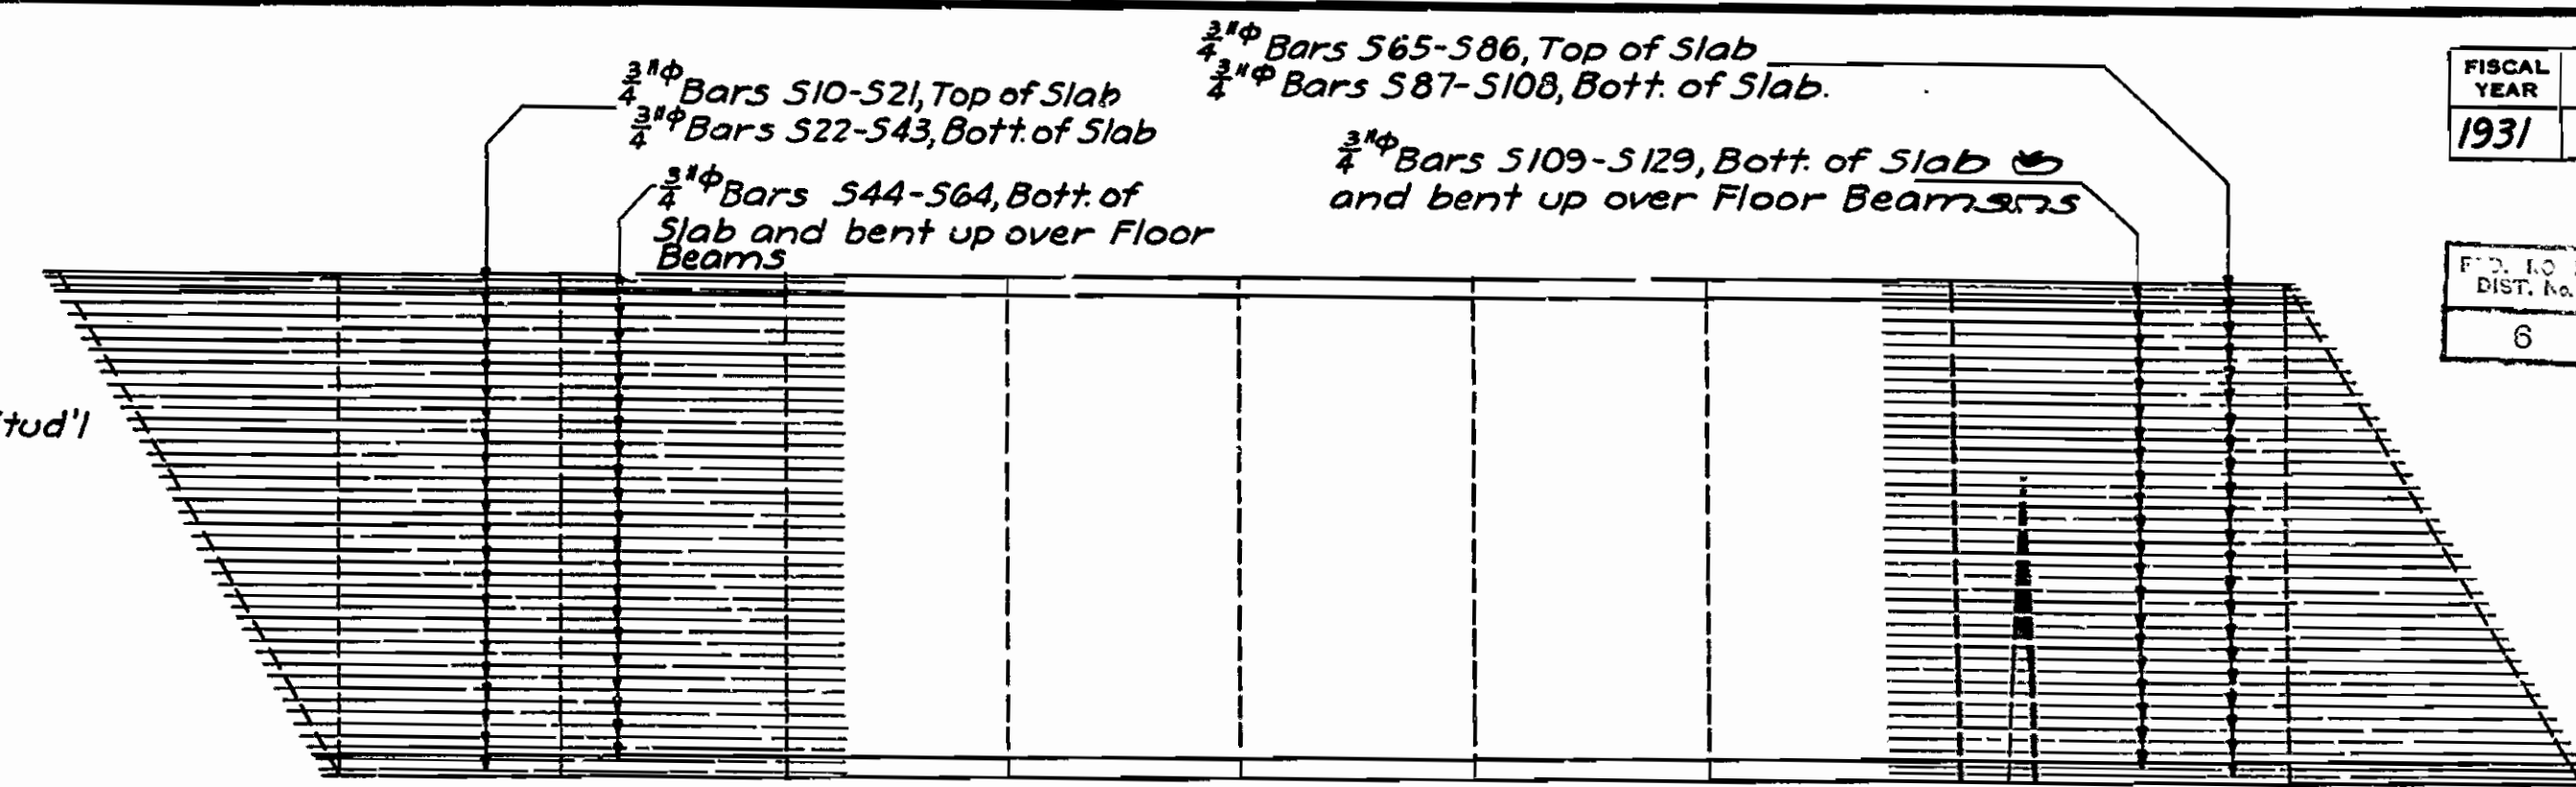 3/4"ϕ Bars S10-S21, Top of Slab
3/4"ϕ Bars S22-S43, Bott. of Slab
3/4"ϕ Bars S44-S64, Bott. of
Slab and bent up over Floor
Beams
3/4"ϕ Bars S65-S86, Top of Slab
3/4"ϕ Bars S87-S108, Bott. of Slab.
3/4"ϕ Bars S109-S129, Bott. of Slab
and bent up over Floor Beams
FISCAL
YEAR
1931
DIST. No.
6
tud'l